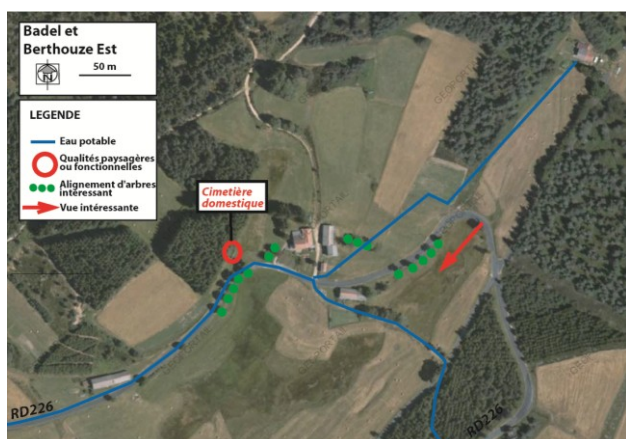 Badel et
Berthouze Est
50 m
LEGENDE
Eau potable
Qualités paysagères
ou fonctionnelles
Alignement d'arbres
intéressant
Vue intéressante
Cimetière
domestique
RD226
RD226